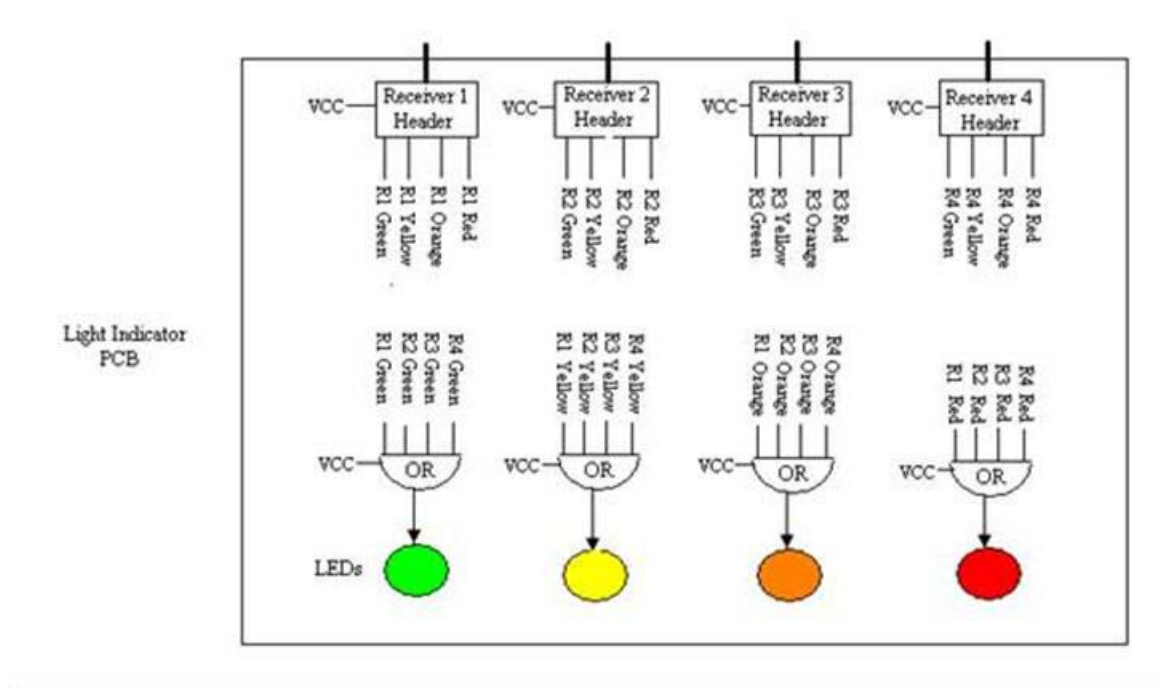 VCC
Receiver 1
Header
VCC
Receiver 2
Header
VCC
Receiver 3
Header
VCC
Receiver 4
Header
R1 Green
R1 Yellow
R1 Orange
R1 Red
R2 Green
R2 Yellow
R2 Orange
R2 Red
R3 Green
R3 Yellow
R3 Orange
R3 Red
R4 Green
R4 Yellow
R4 Orange
R4 Red
Light Indicator
PCB
R1 Green
R2 Green
R3 Green
R4 Green
R1 Yellow
R2 Yellow
R3 Yellow
R4 Yellow
R1 Orange
R2 Orange
R3 Orange
R4 Orange
R1 Red
R2 Red
R3 Red
R4 Red
VCC
OR
VCC
OR
VCC
OR
VCC
OR
LEDs